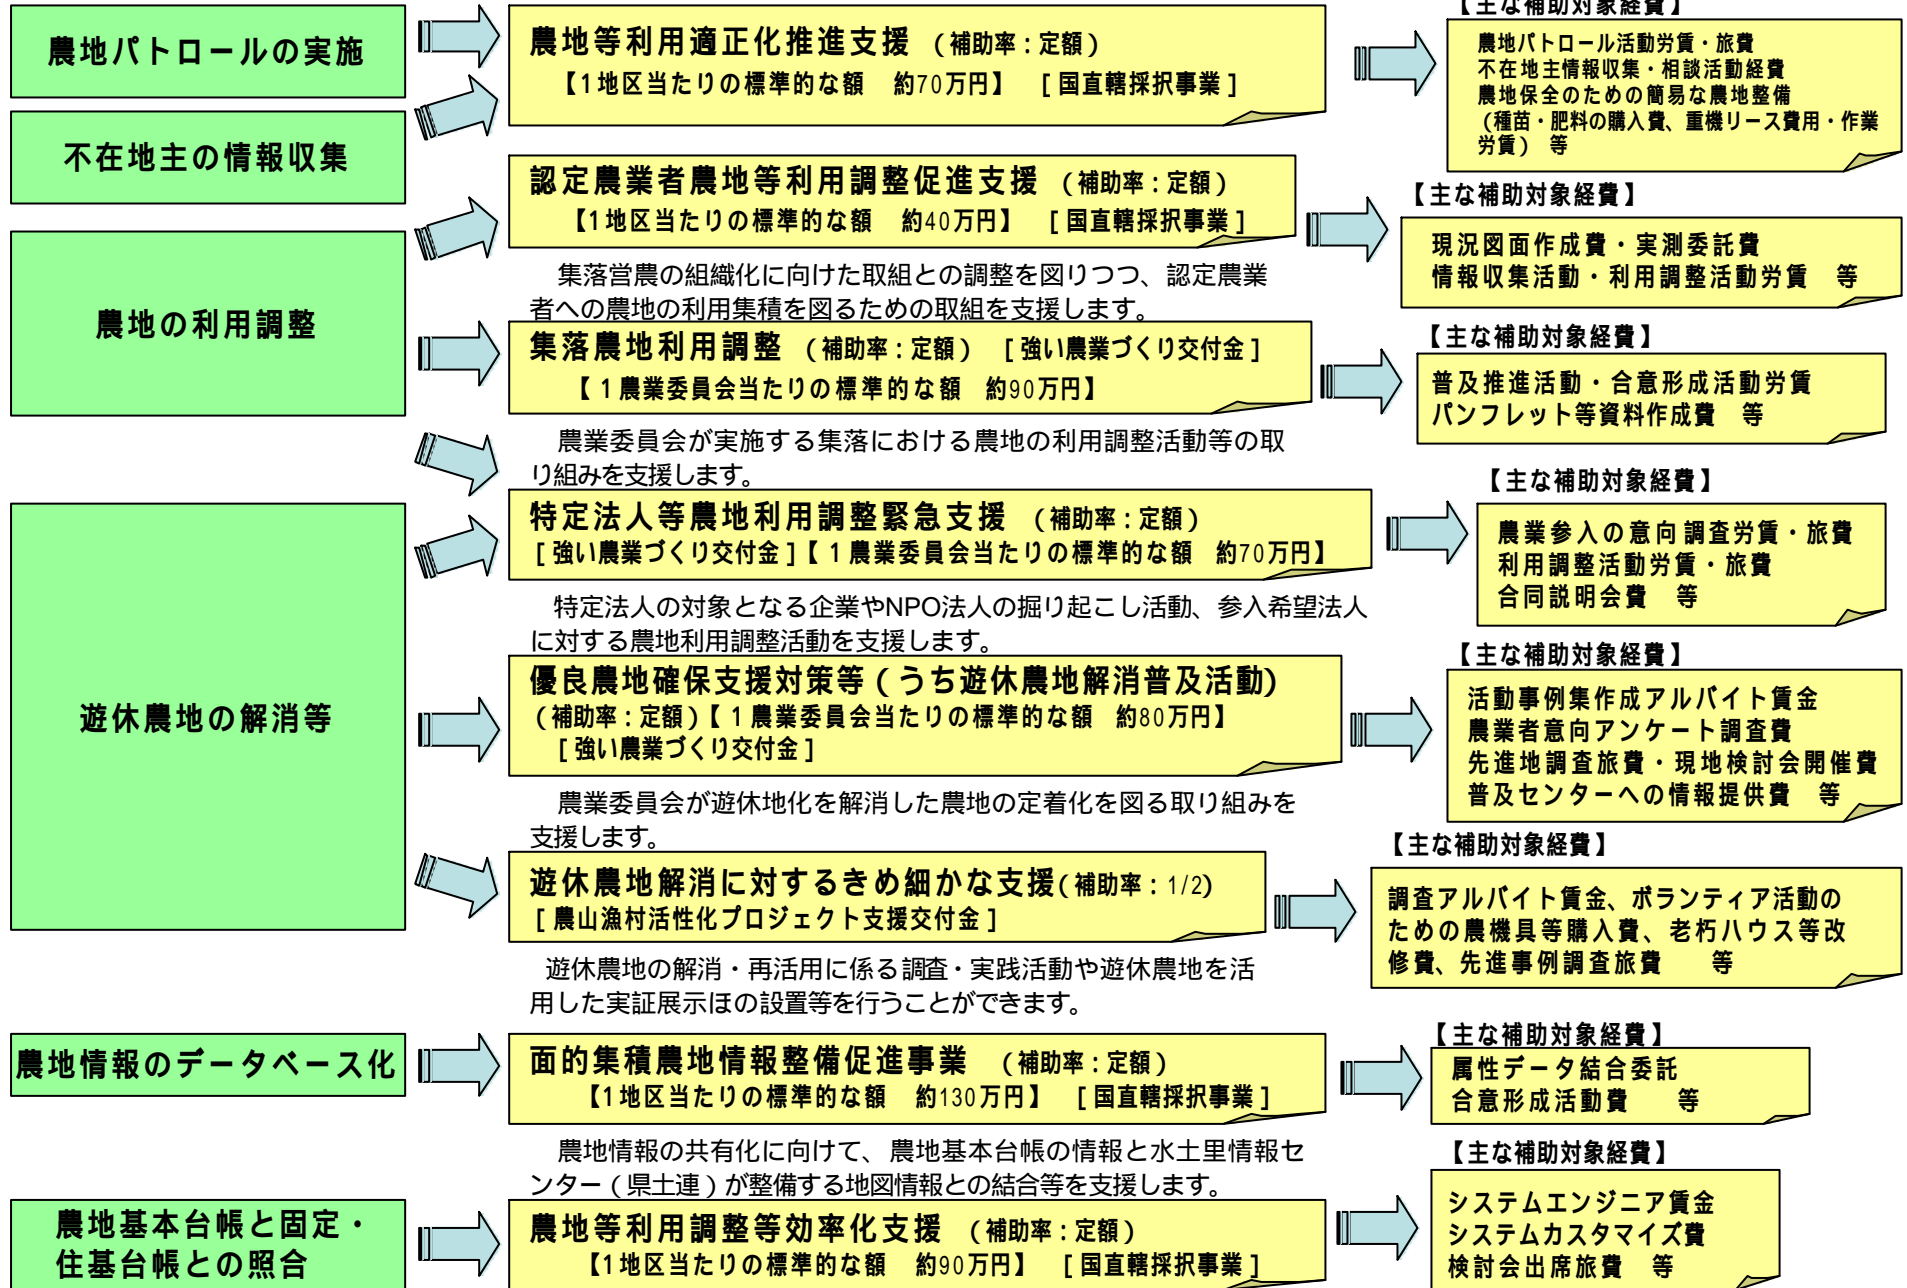 農地パトロールの実施
農地等利用適正化推進支援 （補助率：定額）
【1地区当たりの標準的な額　約70万円】　[国直轄採択事業]
【主な補助対象経費】
農地パトロール活動労賃・旅費
不在地主情報収集・相談活動経費
農地保全のための簡易な農地整備
（種苗・肥料の購入費、重機リース費用・作業
労賃）　等
不在地主の情報収集
農地の利用調整
認定農業者農地等利用調整促進支援 （補助率：定額）
【1地区当たりの標準的な額　約40万円】　[国直轄採択事業]
集落営農の組織化に向けた取組との調整を図りつつ、認定農業
者への農地の利用集積を図るための取組を支援します。
【主な補助対象経費】
現況図面作成費・実測委託費
情報収集活動・利用調整活動労賃　等
集落農地利用調整 （補助率：定額）　[強い農業づくり交付金]
【１農業委員会当たりの標準的な額　約90万円】
農業委員会が実施する集落における農地の利用調整活動等の取
り組みを支援します。
【主な補助対象経費】
普及推進活動・合意形成活動労賃
パンフレット等資料作成費　等
遊休農地の解消等
特定法人等農地利用調整緊急支援 （補助率：定額）
[強い農業づくり交付金]【１農業委員会当たりの標準的な額　約70万円】
特定法人の対象となる企業やNPO法人の掘り起こし活動、参入希望法人
に対する農地利用調整活動を支援します。
【主な補助対象経費】
農業参入の意向調査労賃・旅費
利用調整活動労賃・旅費
合同説明会費　等
優良農地確保支援対策等（うち遊休農地解消普及活動）
（補助率：定額）【１農業委員会当たりの標準的な額　約80万円】
[強い農業づくり交付金]
農業委員会が遊休地化を解消した農地の定着化を図る取り組みを
支援します。
【主な補助対象経費】
活動事例集作成アルバイト賃金
農業者意向アンケート調査費
先進地調査旅費・現地検討会開催費
普及センターへの情報提供費　等
遊休農地解消に対するきめ細かな支援（補助率：1/2）
[農山漁村活性化プロジェクト支援交付金]
遊休農地の解消・再活用に係る調査・実践活動や遊休農地を活
用した実証展示ほの設置等を行うことができます。
【主な補助対象経費】
調査アルバイト賃金、ボランティア活動の
ための農機具等購入費、老朽ハウス等改
修費、先進事例調査旅費　　等
農地情報のデータベース化
面的集積農地情報整備促進事業 （補助率：定額）
【1地区当たりの標準的な額　約130万円】　[国直轄採択事業]
農地情報の共有化に向けて、農地基本台帳の情報と水土里情報セ
ンター（県土連）が整備する地図情報との結合等を支援します。
【主な補助対象経費】
属性データ結合委託
合意形成活動費　　等
農地基本台帳と固定・
住基台帳との照合
農地等利用調整等効率化支援 （補助率：定額）
【1地区当たりの標準的な額　約90万円】　[国直轄採択事業]
【主な補助対象経費】
システムエンジニア賃金
システムカスタマイズ費
検討会出席旅費　等